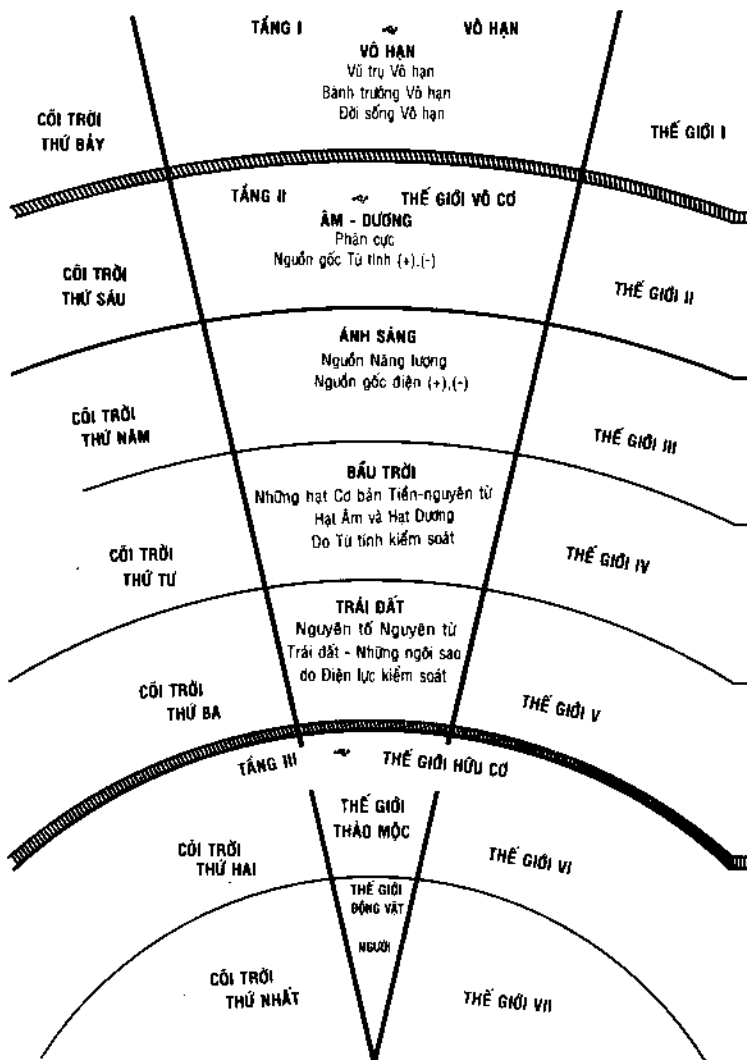 TẦNG I VÔ HẠN
VÔ HẠN
Vũ trụ Vô hạn
Bành trướng Vô hạn
Đời sống Vô hạn
CÕI TRỜI
THỨ BẢY
THẾ GIỚI I
TẦNG II THẾ GIỚI VÔ CƠ
ÂM - DƯƠNG
Phân cực
Nguồn gốc Từ tính (+),(-)
CÕI TRỜI
THỨ SÁU
THẾ GIỚI II
ÁNH SÁNG
Nguồn Năng lượng
Nguồn gốc điện (+),(-)
CÕI TRỜI
THỨ NĂM
THẾ GIỚI III
BẦU TRỜI
Những hạt Cơ bản Tiền-nguyên tử
Hạt Âm và Hạt Dương
Do Từ tính kiểm soát
CÕI TRỜI
THỨ TƯ
THẾ GIỚI IV
TRÁI ĐẤT
Nguyên tố Nguyên tử
Trái đất - Những ngôi sao
do Điện lực kiểm soát
CÕI TRỜI
THỨ BA
THẾ GIỚI V
TẦNG III THẾ GIỚI HỮU CƠ
THẾ GIỚI
THẢO MỘC
CÕI TRỜI
THỨ HAI
THẾ GIỚI VI
THẾ GIỚI
ĐỘNG VẬT
NGƯỜI
CÕI TRỜI
THỨ NHẤT
THẾ GIỚI VII